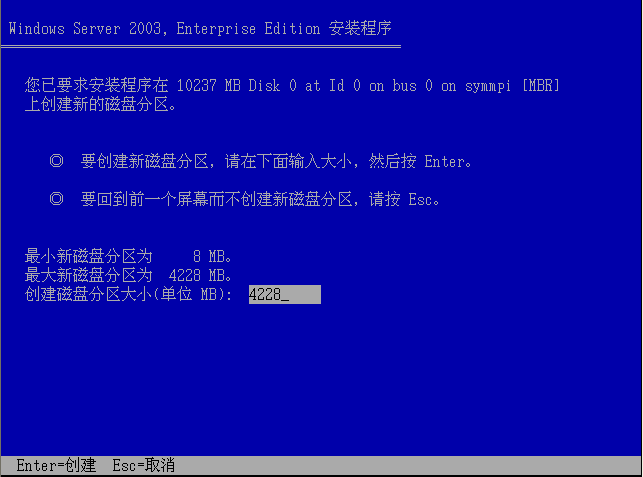 Windows Server 2003, Enterprise Edition 安装程序
您已要求安装程序在 10237 MB Disk 0 at Id 0 on bus 0 on symmpi [MBR]
上创建新的磁盘分区。
◎ 要创建新磁盘分区，请在下面输入大小，然后按 Enter。
◎ 要回到前一个屏幕而不创建新磁盘分区，请按 Esc。
最小新磁盘分区为 8 MB。
最大新磁盘分区为 4228 MB。
创建磁盘分区大小(单位 MB): 4228_
Enter=创建 Esc=取消